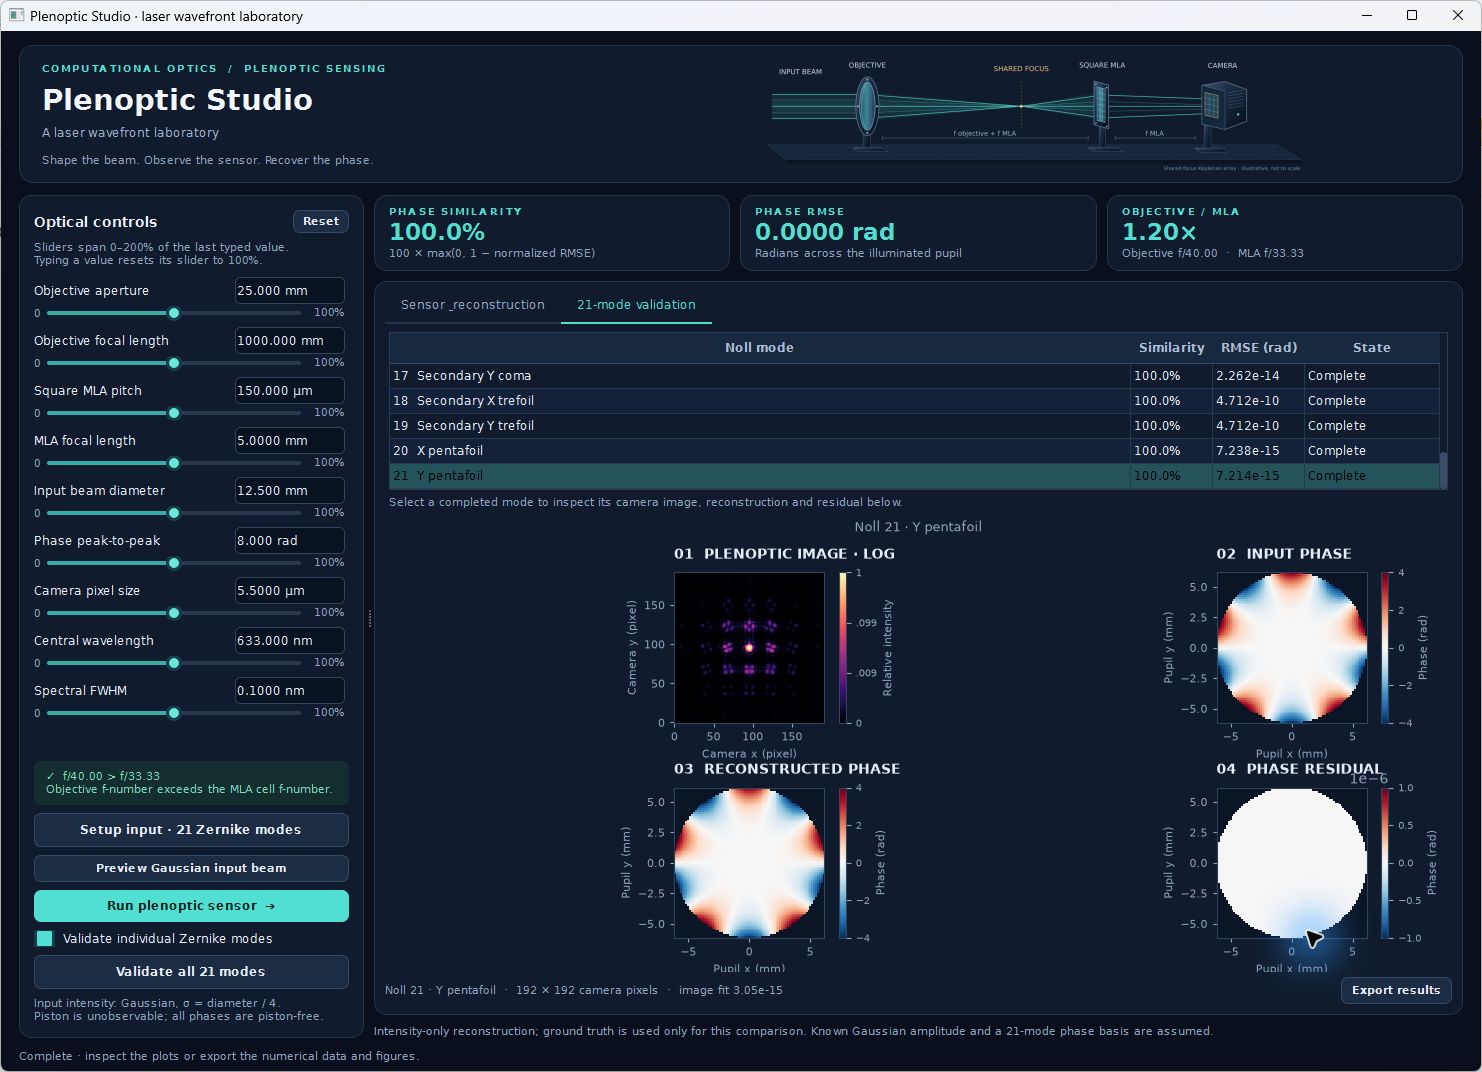 Plenoptic Studio · laser wavefront laboratory
COMPUTATIONAL OPTICS / PLENOPTIC SENSING
Plenoptic Studio
A laser wavefront laboratory
Shape the beam. Observe the sensor. Recover the phase.
INPUT BEAM
OBJECTIVE
SHARED FOCUS
SQUARE MLA
CAMERA
f objective + f MLA
f MLA
Shared-focus Keplerian array · illustrative, not to scale
Optical controls
Reset
Sliders span 0–200% of the last typed value.
Typing a value resets its slider to 100%.
Objective aperture 25.000 mm
0 100%
Objective focal length 1000.000 mm
0 100%
Square MLA pitch 150.000 µm
0 100%
MLA focal length 5.0000 mm
0 100%
Input beam diameter 12.500 mm
0 100%
Phase peak-to-peak 8.000 rad
0 100%
Camera pixel size 5.5000 µm
0 100%
Central wavelength 633.000 nm
0 100%
Spectral FWHM 0.1000 nm
0 100%
✓ f/40.00 > f/33.33
Objective f-number exceeds the MLA cell f-number.
Setup input · 21 Zernike modes
Preview Gaussian input beam
Run plenoptic sensor →
Validate individual Zernike modes
Validate all 21 modes
Input intensity: Gaussian, σ = diameter / 4.
Piston is unobservable; all phases are piston-free.
PHASE SIMILARITY
100.0%
100 × max(0, 1 − normalized RMSE)
PHASE RMSE
0.0000 rad
Radians across the illuminated pupil
OBJECTIVE / MLA
1.20×
Objective f/40.00 · MLA f/33.33
Sensor _reconstruction
21-mode validation
Noll mode Similarity RMSE (rad) State
17 Secondary Y coma 100.0% 2.262e-14 Complete
18 Secondary X trefoil 100.0% 4.712e-10 Complete
19 Secondary Y trefoil 100.0% 4.712e-10 Complete
20 X pentafoil 100.0% 7.238e-15 Complete
21 Y pentafoil 100.0% 7.214e-15 Complete
Select a completed mode to inspect its camera image, reconstruction and residual below.
Noll 21 · Y pentafoil
01 PLENOPTIC IMAGE · LOG
Camera y (pixel)
150
100
50
0
0 50 100 150
Camera x (pixel)
1
.099
.009
0
Relative intensity
02 INPUT PHASE
Pupil y (mm)
5.0
2.5
0.0
−2.5
−5.0
−5 0 5
Pupil x (mm)
4
2
0
−2
−4
Phase (rad)
03 RECONSTRUCTED PHASE
Pupil y (mm)
5.0
2.5
0.0
−2.5
−5.0
−5 0 5
Pupil x (mm)
4
2
0
−2
−4
Phase (rad)
04 PHASE RESIDUAL
1e−6
Pupil y (mm)
5.0
2.5
0.0
−2.5
−5.0
−5 0 5
Pupil x (mm)
1.0
0.5
0.0
−0.5
−1.0
Phase (rad)
Noll 21 · Y pentafoil · 192 × 192 camera pixels · image fit 3.05e-15
Export results
Intensity-only reconstruction; ground truth is used only for this comparison. Known Gaussian amplitude and a 21-mode phase basis are assumed.
Complete · inspect the plots or export the numerical data and figures.